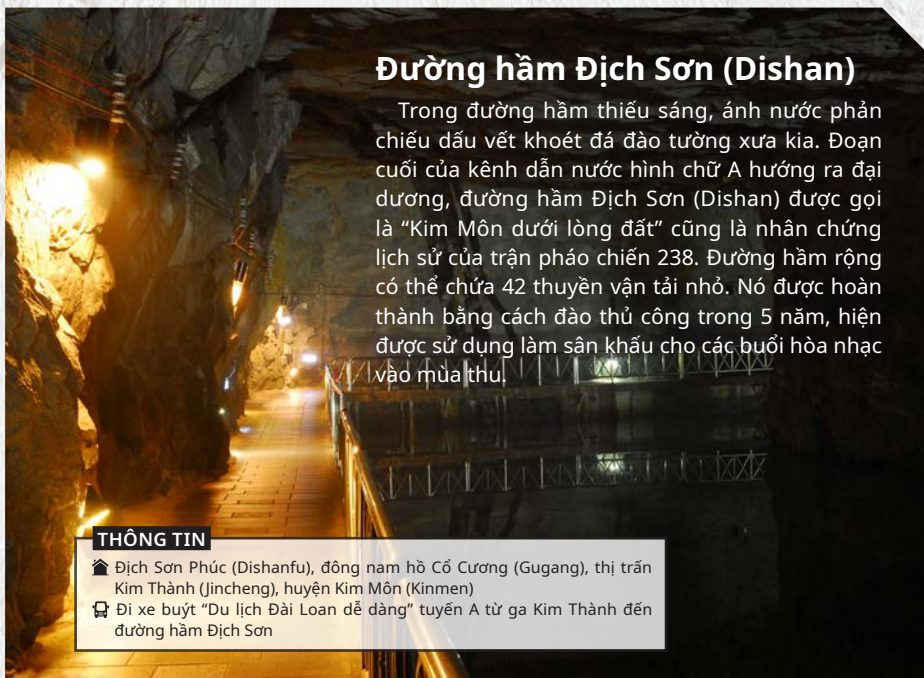 Đường hầm Địch Sơn (Dishan)
Trong đường hầm thiếu sáng, ánh nước phản
chiếu dấu vết khoét đá đào tường xưa kia. Đoạn
cuối của kênh dẫn nước hình chữ A hướng ra đại
dương, đường hầm Địch Sơn (Dishan) được gọi
là “Kim Môn dưới lòng đất” cũng là nhân chứng
lịch sử của trận pháo chiến 238. Đường hầm rộng
có thể chứa 42 thuyền vận tải nhỏ. Nó được hoàn
thành bằng cách đào thủ công trong 5 năm, hiện
được sử dụng làm sân khấu cho các buổi hòa nhạc
vào mùa thu.
THÔNG TIN
Địch Sơn Phúc (Dishanfu), đông nam hồ Cổ Cương (Gugang), thị trấn
Kim Thành (Jincheng), huyện Kim Môn (Kinmen)
Đi xe buýt “Du lịch Đài Loan dễ dàng” tuyến A từ ga Kim Thành đến
đường hầm Địch Sơn